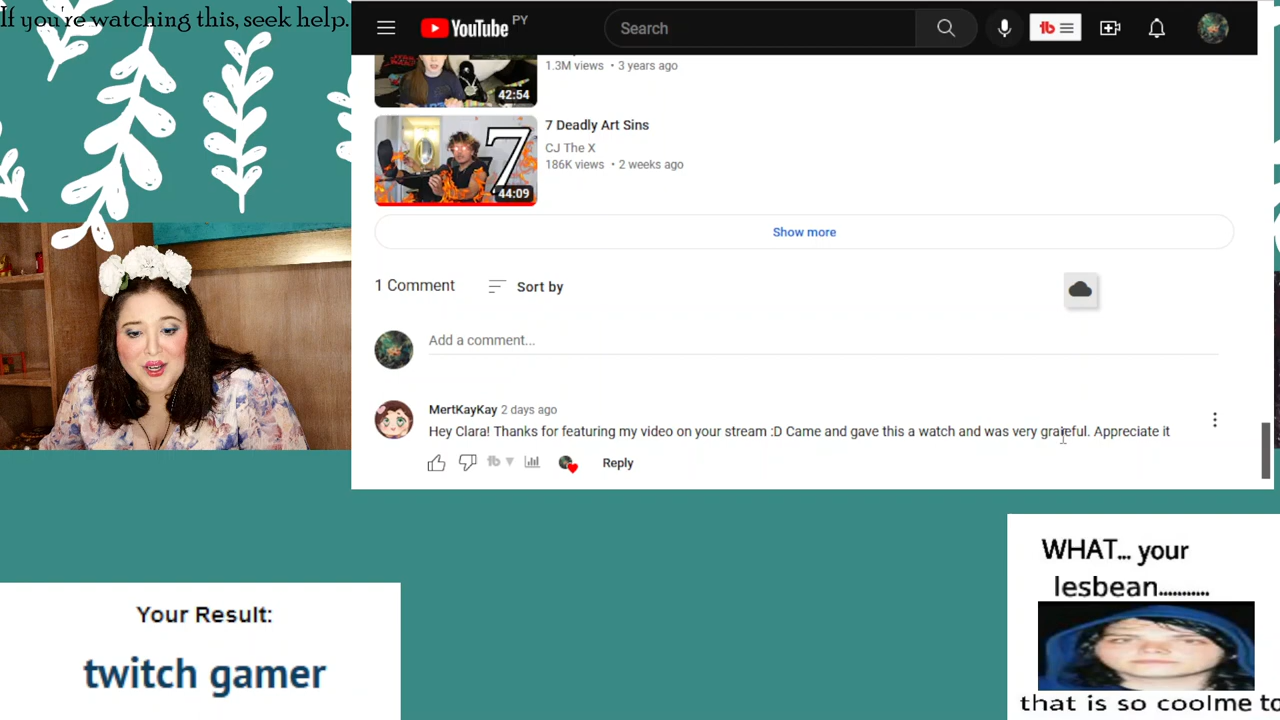 If you're watching this, seek help.
YouTube PY
Search
1.3M views • 3 years ago
42:54
7 Deadly Art Sins
CJ The X
186K views • 2 weeks ago
7
44:09
Show more
1 Comment
Sort by
Add a comment...
MertKayKay 2 days ago
Hey Clara! Thanks for featuring my video on your stream :D Came and gave this a watch and was very grateful. Appreciate it
Reply
WHAT... your
lesbean..........
that is so coolme to
Your Result:
twitch gamer